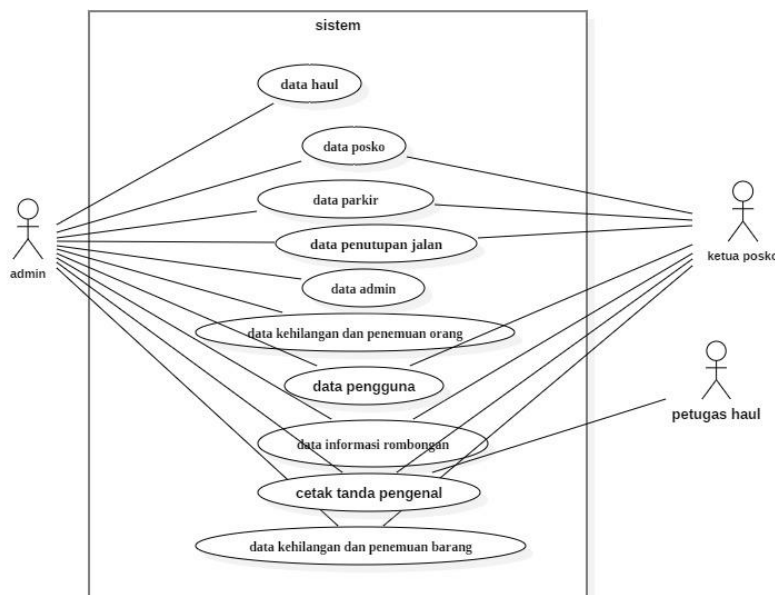 sistem
data haul
data posko
data parkir
data penutupan jalan
admin
ketua posko
data admin
data kehilangan dan penemuan orang
data pengguna
petugas haul
data informasi rombongan
cetak tanda pengenal
data kehilangan dan penemuan barang